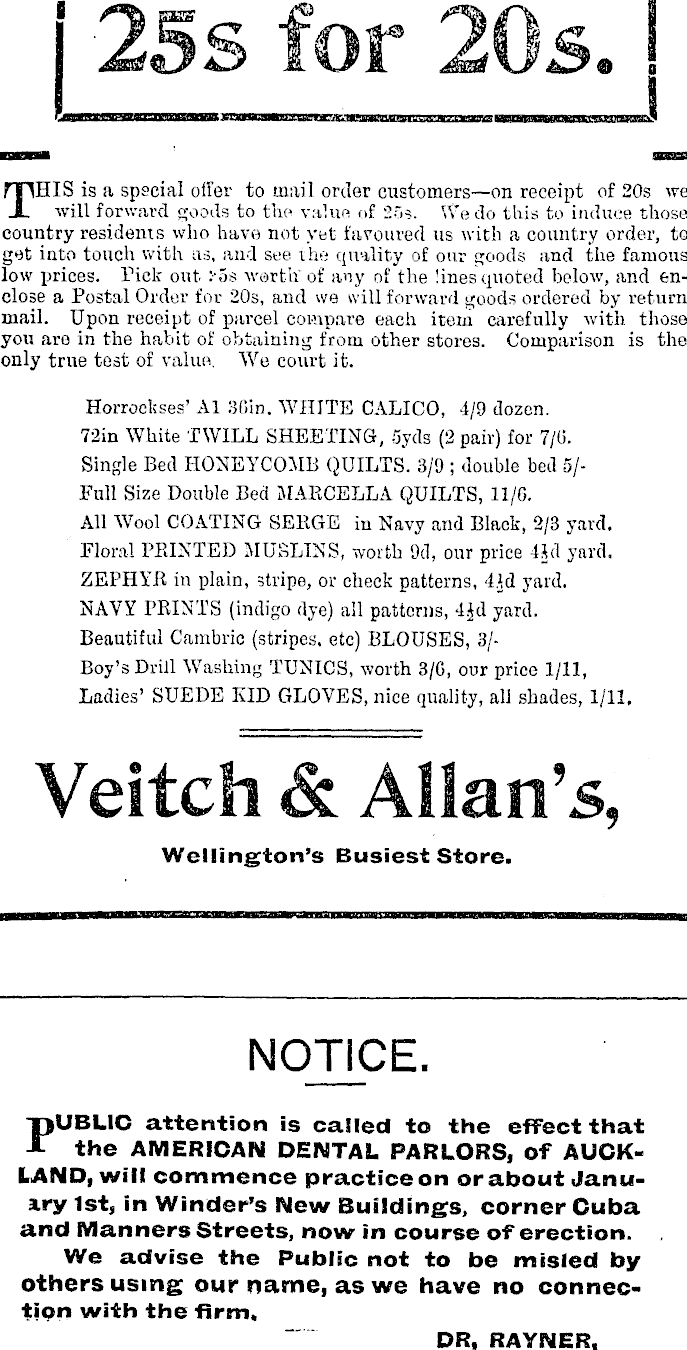 25s for 20s.
THIS is a special offer to mail order customers—on receipt of 20s we
will forward goods to the value of 25s. We do this to induce those
country residents who have not yet favoured us with a country order, to
get into touch with us, and see the quality of our goods and the famous
low prices. Pick out 25s worth of any of the lines quoted below, and en-
close a Postal Order for 20s, and we will forward goods ordered by return
mail. Upon receipt of parcel compare each item carefully with those
you are in the habit of obtaining from other stores. Comparison is the
only true test of value. We court it.
Horrockses' A1 36in. WHITE CALICO, 4/9 dozen.
72in White TWILL SHEETING, 5yds (2 pair) for 7/6.
Single Bed HONEYCOMB QUILTS. 3/9 ; double bed 5/-
Full Size Double Bed MARCELLA QUILTS, 11/6.
All Wool COATING SERGE in Navy and Black, 2/3 yard.
Floral PRINTED MUSLINS, worth 9d, our price 4½d yard.
ZEPHYR in plain, stripe, or check patterns, 4½d yard.
NAVY PRINTS (indigo dye) all patterns, 4½d yard.
Beautiful Cambric (stripes, etc) BLOUSES, 3/-
Boy's Drill Washing TUNICS, worth 3/6, our price 1/11,
Ladies' SUEDE KID GLOVES, nice quality, all shades, 1/11.
Veitch & Allan's,
Wellington's Busiest Store.
NOTICE.
PUBLIC attention is called to the effect that
the AMERICAN DENTAL PARLORS, of AUCK-
LAND, will commence practice on or about Janu-
ary 1st, in Winder's New Buildings, corner Cuba
and Manners Streets, now in course of erection.
We advise the Public not to be misled by
others using our name, as we have no connec-
tion with the firm.
DR, RAYNER,